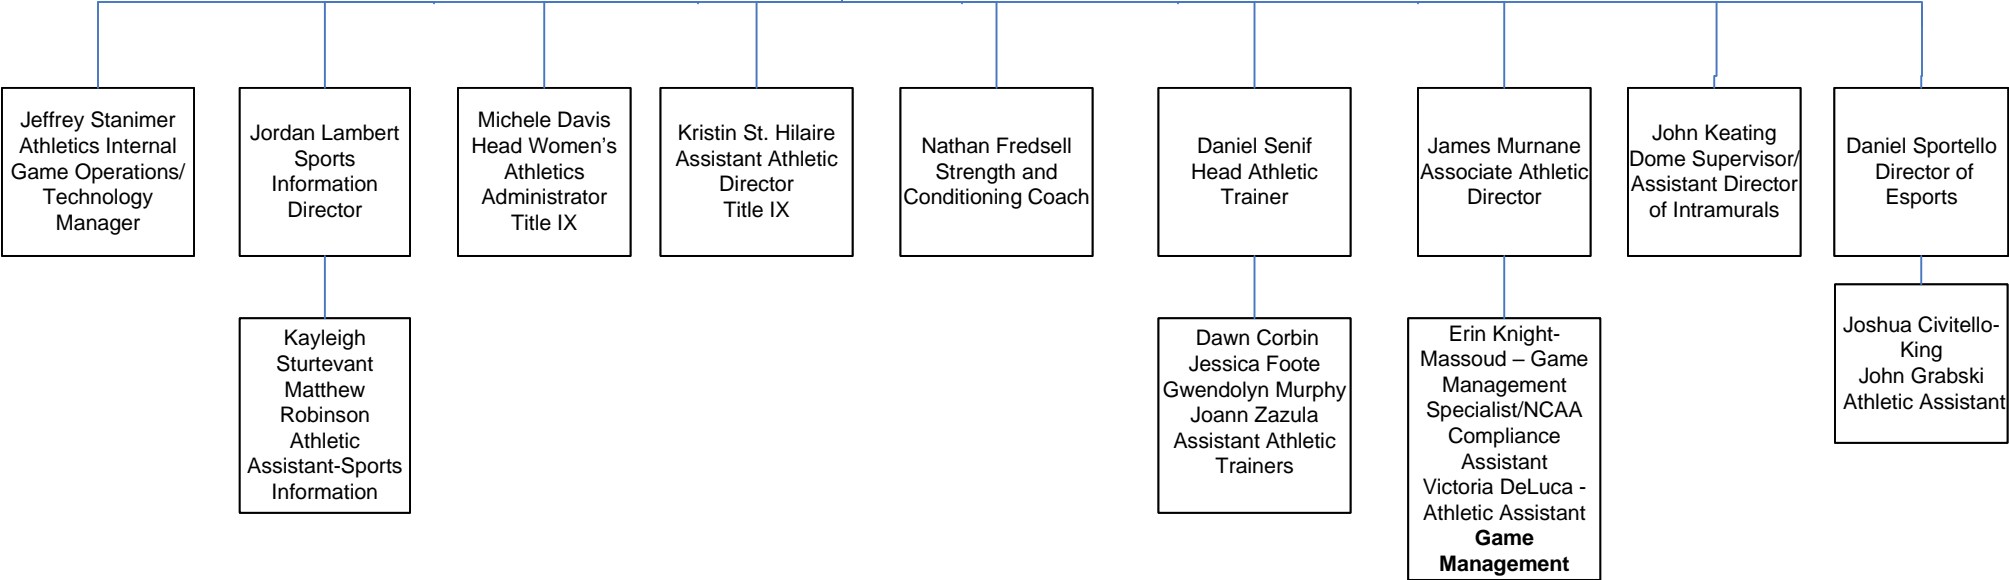 Jeffrey Stanimer
Athletics Internal
Game Operations/
Technology
Manager
Jordan Lambert
Sports
Information
Director
Michele Davis
Head Women’s
Athletics
Administrator
Title IX
Kristin St. Hilaire
Assistant Athletic
Director
Title IX
Nathan Fredsell
Strength and
Conditioning Coach
Daniel Senif
Head Athletic
Trainer
James Murnane
Associate Athletic
Director
John Keating
Dome Supervisor/
Assistant Director
of Intramurals
Daniel Sportello
Director of
Esports
Kayleigh
Sturtevant
Matthew
Robinson
Athletic
Assistant-Sports
Information
Dawn Corbin
Jessica Foote
Gwendolyn Murphy
Joann Zazula
Assistant Athletic
Trainers
Erin Knight-
Massoud – Game
Management
Specialist/NCAA
Compliance
Assistant
Victoria DeLuca -
Athletic Assistant
Game
Management
Joshua Civitello-
King
John Grabski
Athletic Assistant